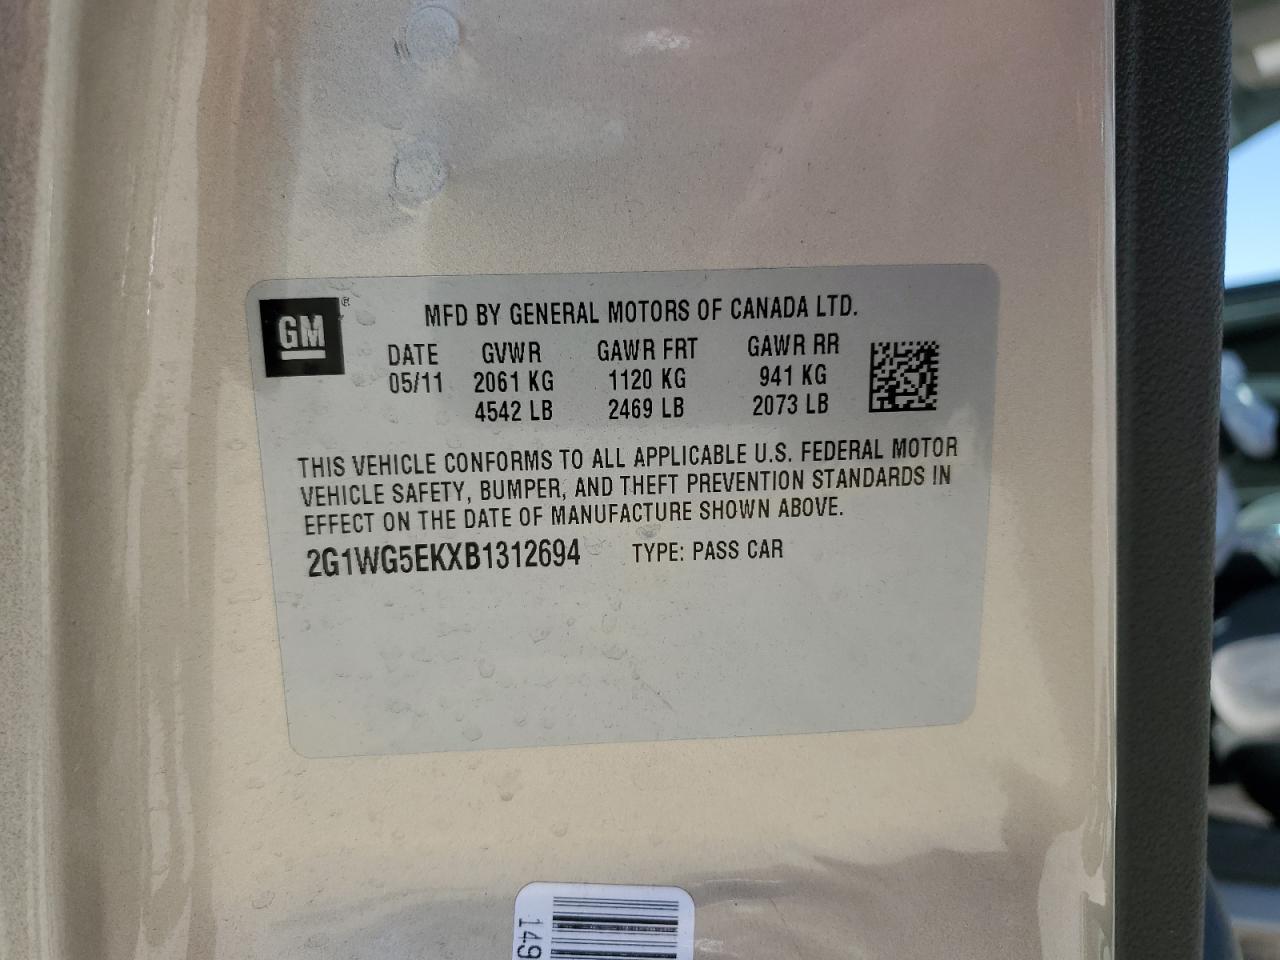 GM®
MFD BY GENERAL MOTORS OF CANADA LTD.
DATE GVWR GAWR FRT GAWR RR
05/11 2061 KG 1120 KG 941 KG
4542 LB 2469 LB 2073 LB
THIS VEHICLE CONFORMS TO ALL APPLICABLE U.S. FEDERAL MOTOR
VEHICLE SAFETY, BUMPER, AND THEFT PREVENTION STANDARDS IN
EFFECT ON THE DATE OF MANUFACTURE SHOWN ABOVE.
2G1WG5EKXB1312694 TYPE: PASS CAR
149